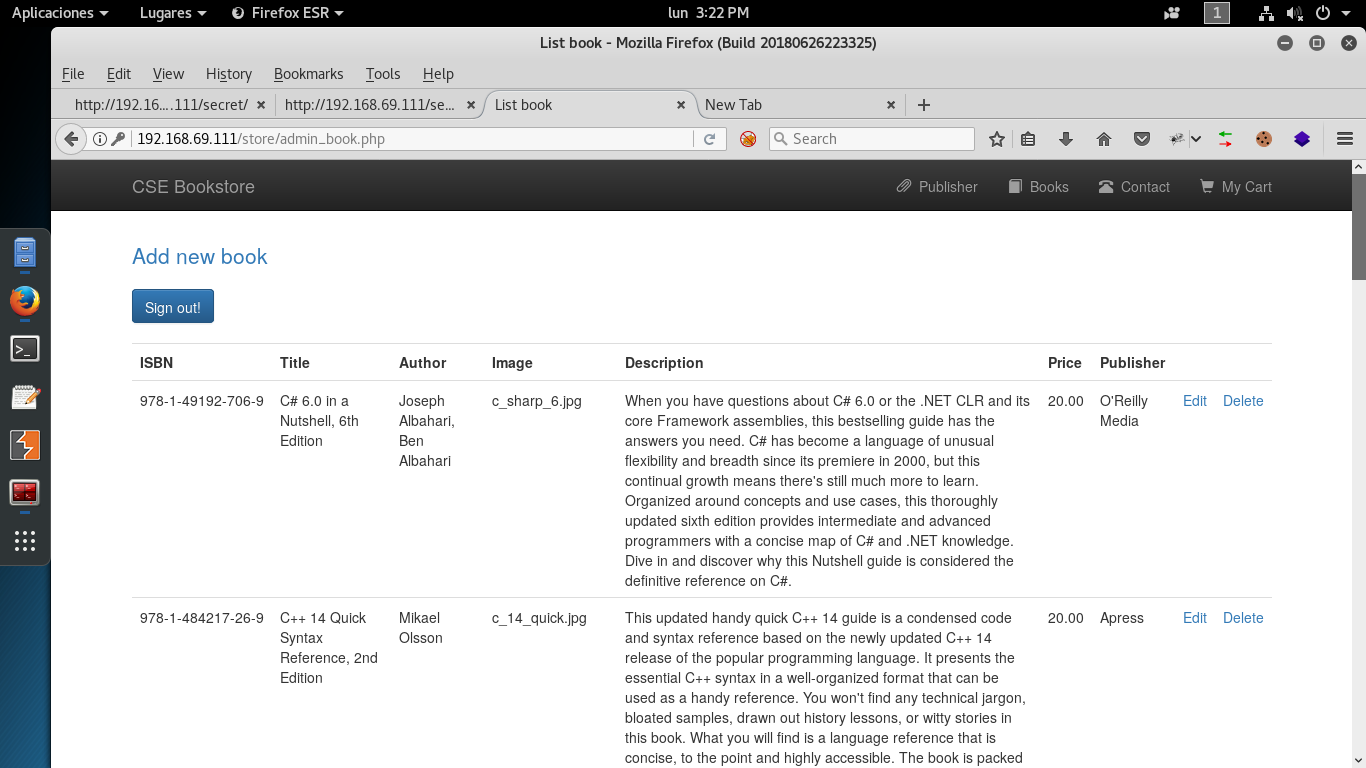 Aplicaciones Lugares Firefox ESR lun 3:22 PM 1
List book - Mozilla Firefox (Build 20180626223325)
File Edit View History Bookmarks Tools Help
http://192.16....111/secret/ http://192.168.69.111/se... List book New Tab
192.168.69.111/store/admin_book.php Search
CSE Bookstore Publisher Books Contact My Cart
Add new book
Sign out!
ISBN Title Author Image Description Price Publisher
978-1-49192-706-9 C# 6.0 in a Joseph c_sharp_6.jpg When you have questions about C# 6.0 or the .NET CLR and its 20.00 O'Reilly Edit Delete
Nutshell, 6th Albahari, core Framework assemblies, this bestselling guide has the Media
Edition Ben answers you need. C# has become a language of unusual
Albahari flexibility and breadth since its premiere in 2000, but this
continual growth means there's still much more to learn.
Organized around concepts and use cases, this thoroughly
updated sixth edition provides intermediate and advanced
programmers with a concise map of C# and .NET knowledge.
Dive in and discover why this Nutshell guide is considered the
definitive reference on C#.
978-1-484217-26-9 C++ 14 Quick Mikael c_14_quick.jpg This updated handy quick C++ 14 guide is a condensed code 20.00 Apress Edit Delete
Syntax Olsson and syntax reference based on the newly updated C++ 14
Reference, 2nd release of the popular programming language. It presents the
Edition essential C++ syntax in a well-organized format that can be
used as a handy reference. You won't find any technical jargon,
bloated samples, drawn out history lessons, or witty stories in
this book. What you will find is a language reference that is
concise, to the point and highly accessible. The book is packed